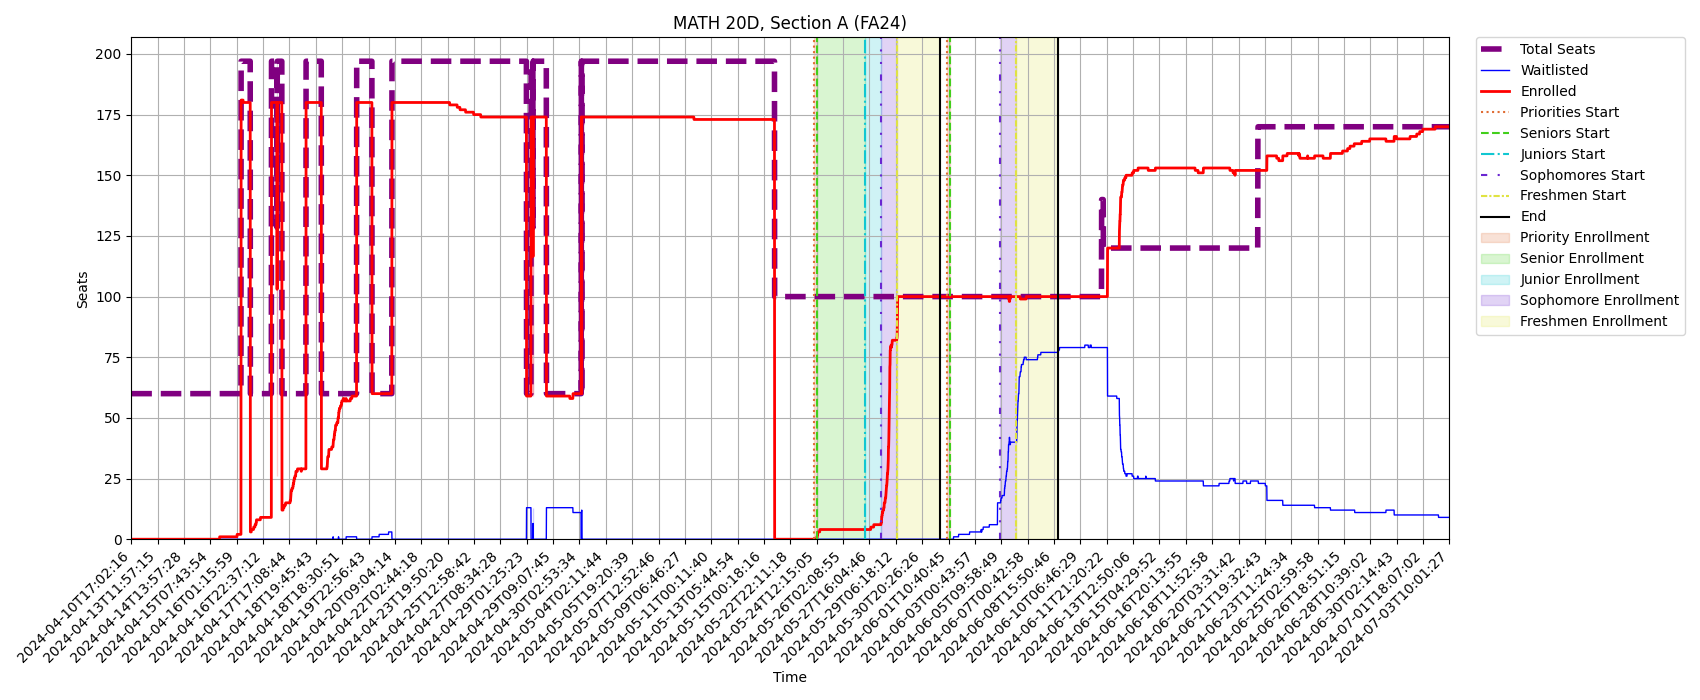 MATH 20D, Section A (FA24)
Total Seats
Waitlisted
Enrolled
Priorities Start
Seniors Start
Juniors Start
Sophomores Start
Freshmen Start
End
Priority Enrollment
Senior Enrollment
Junior Enrollment
Sophomore Enrollment
Freshmen Enrollment
Seats
200
175
150
125
100
75
50
25
0
2024-04-10T17:02:16
2024-04-13T11:57:15
2024-04-14T13:57:28
2024-04-15T07:43:54
2024-04-16T01:15:59
2024-04-16T22:37:12
2024-04-17T17:08:44
2024-04-18T19:45:43
2024-04-18T18:30:51
2024-04-19T22:56:43
2024-04-20T09:04:14
2024-04-22T02:44:18
2024-04-23T19:50:20
2024-04-25T12:58:42
2024-04-27T08:34:28
2024-04-29T01:25:23
2024-04-29T09:07:45
2024-04-30T02:53:34
2024-05-04T02:11:44
2024-05-05T19:20:39
2024-05-07T12:52:46
2024-05-09T06:46:27
2024-05-11T00:11:40
2024-05-13T05:44:54
2024-05-15T00:18:16
2024-05-22T22:11:18
2024-05-24T12:15:05
2024-05-26T02:08:55
2024-05-27T16:04:46
2024-05-29T06:18:12
2024-05-30T20:26:26
2024-06-01T10:40:45
2024-06-03T00:43:57
2024-06-05T09:58:49
2024-06-07T00:42:58
2024-06-08T15:50:46
2024-06-10T06:46:29
2024-06-11T21:20:22
2024-06-13T12:50:06
2024-06-15T04:29:52
2024-06-16T20:13:55
2024-06-18T11:52:58
2024-06-20T03:31:42
2024-06-21T19:32:43
2024-06-23T11:24:34
2024-06-25T02:59:58
2024-06-26T18:51:15
2024-06-28T10:39:02
2024-06-30T02:14:43
2024-07-01T18:07:02
2024-07-03T10:01:27
Time